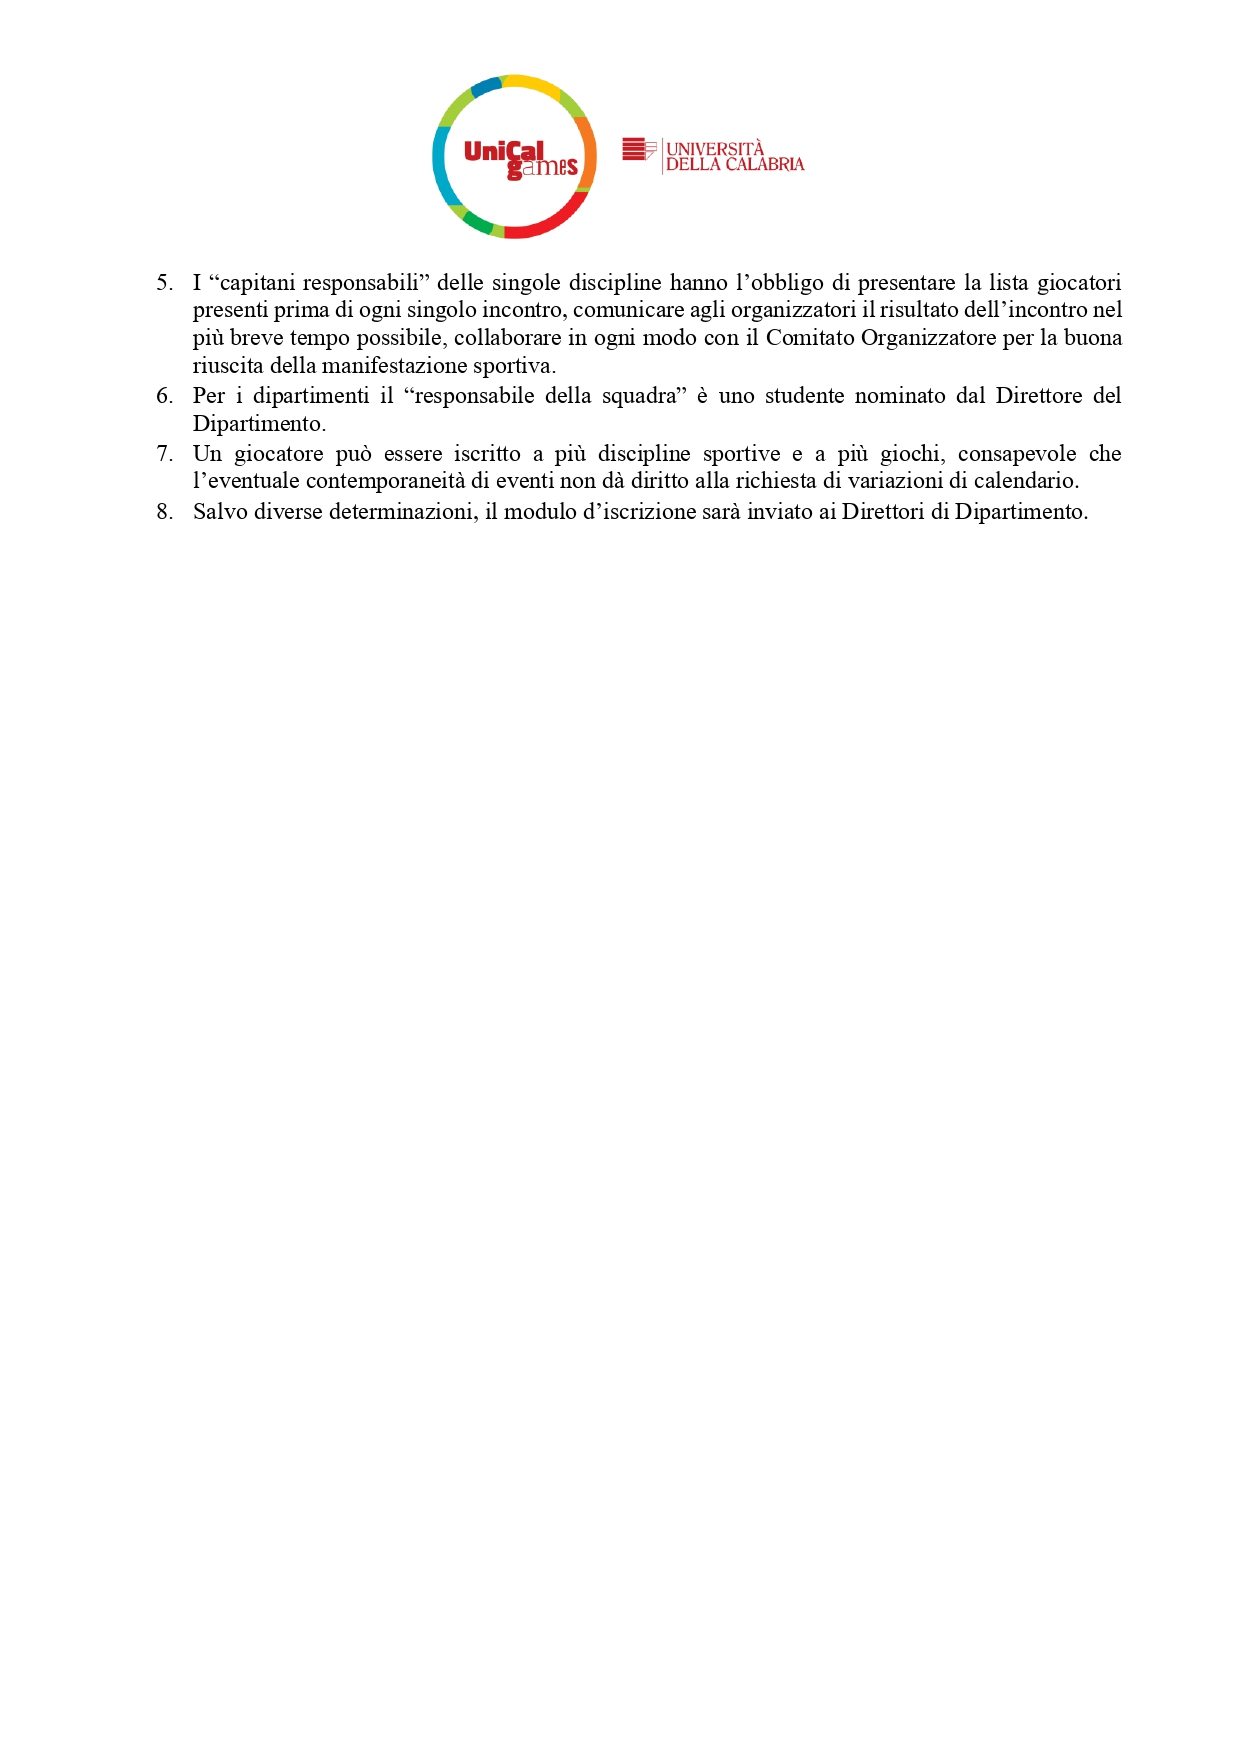 UniCal
games
UNIVERSITÀ
DELLA CALABRIA
5. I “capitani responsabili” delle singole discipline hanno l’obbligo di presentare la lista giocatori
presenti prima di ogni singolo incontro, comunicare agli organizzatori il risultato dell’incontro nel
più breve tempo possibile, collaborare in ogni modo con il Comitato Organizzatore per la buona
riuscita della manifestazione sportiva.
6. Per i dipartimenti il “responsabile della squadra” è uno studente nominato dal Direttore del
Dipartimento.
7. Un giocatore può essere iscritto a più discipline sportive e a più giochi, consapevole che
l’eventuale contemporaneità di eventi non dà diritto alla richiesta di variazioni di calendario.
8. Salvo diverse determinazioni, il modulo d’iscrizione sarà inviato ai Direttori di Dipartimento.